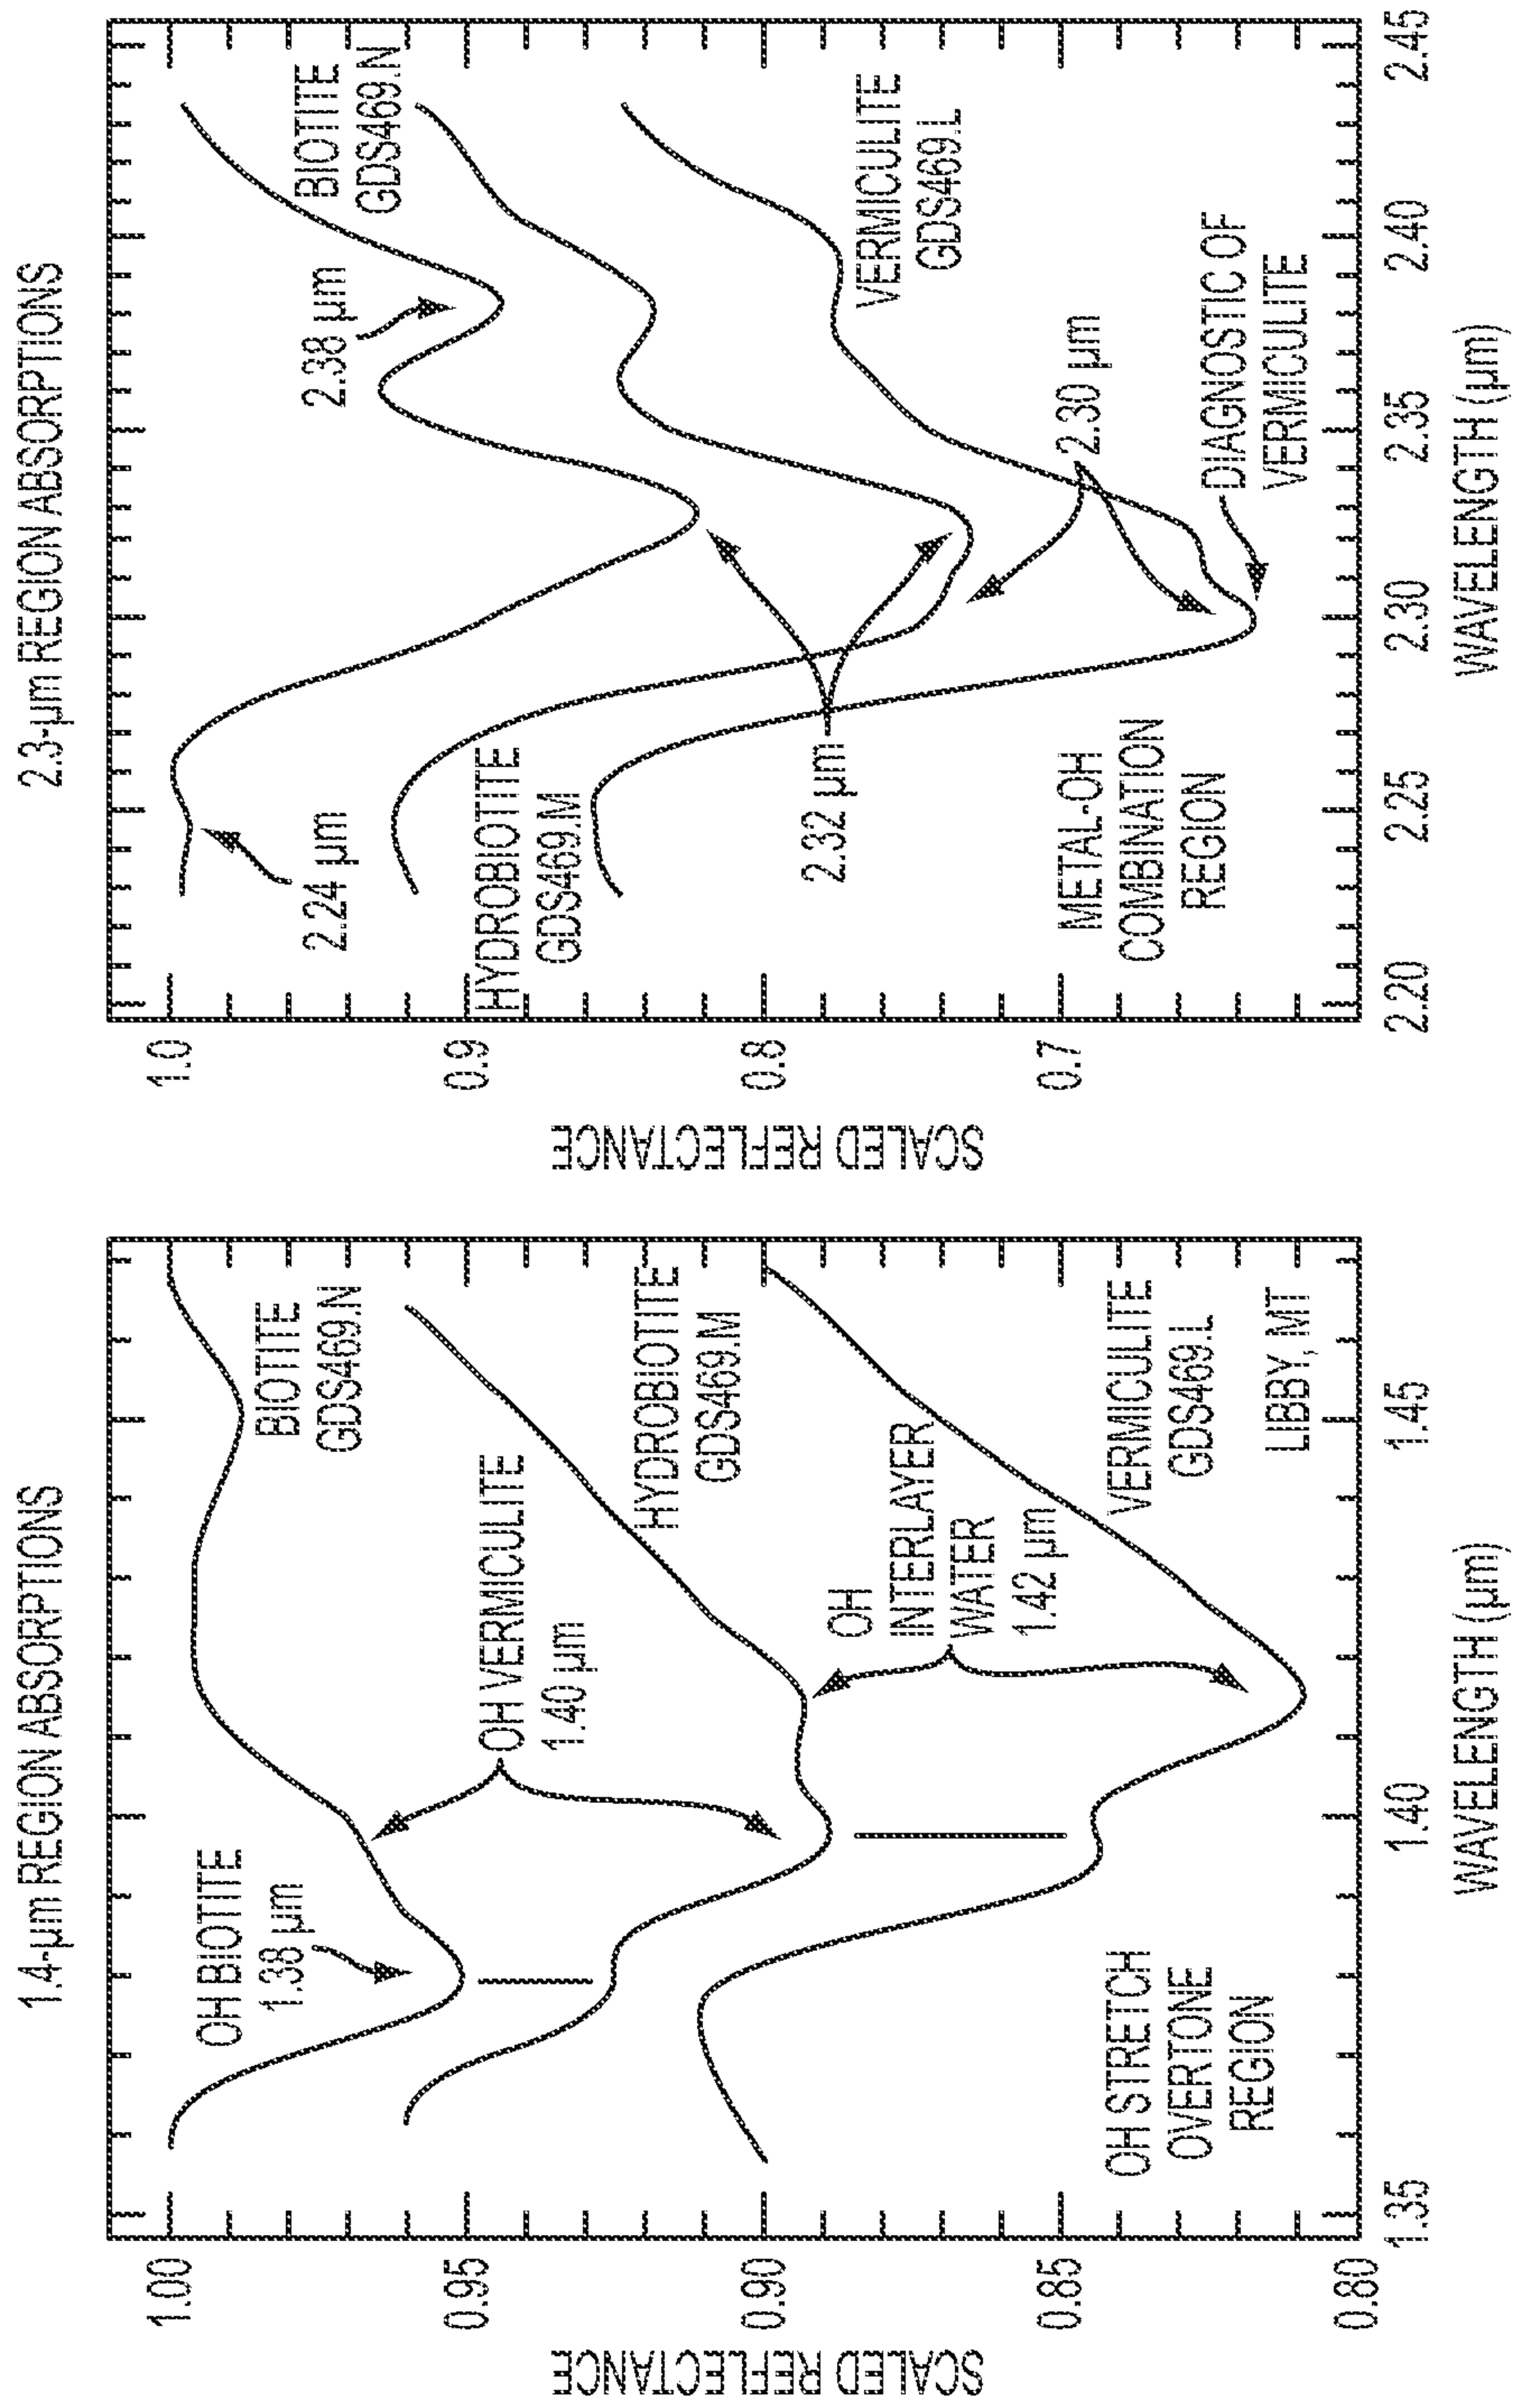 1.4-µm REGION ABSORPTIONS
SCALED REFLECTANCE
1.00
0.95
0.90
0.85
0.80
OH BIOTITE
1.38 µm
BIOTITE
GDS469.N
OH VERMICULITE
1.40 µm
HYDROBIOTITE
GDS469.M
OH
INTERLAYER
WATER
1.42 µm
OH STRETCH
OVERTONE
REGION
VERMICULITE
GDS469.L
LIBBY, MT
1.35
1.40
1.45
WAVELENGTH (µm)
2.3-µm REGION ABSORPTIONS
SCALED REFLECTANCE
1.0
0.9
0.8
0.7
2.24 µm
2.38 µm
BIOTITE
GDS469.N
HYDROBIOTITE
GDS469.M
2.32 µm
VERMICULITE
GDS469.L
METAL-OH
COMBINATION
REGION
2.30 µm
DIAGNOSTIC OF
VERMICULITE
2.20
2.25
2.30
2.35
2.40
2.45
WAVELENGTH (µm)